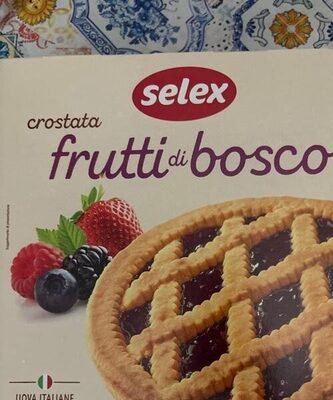 selex
crostata
frutti di bosco
UOVA ITALIANE